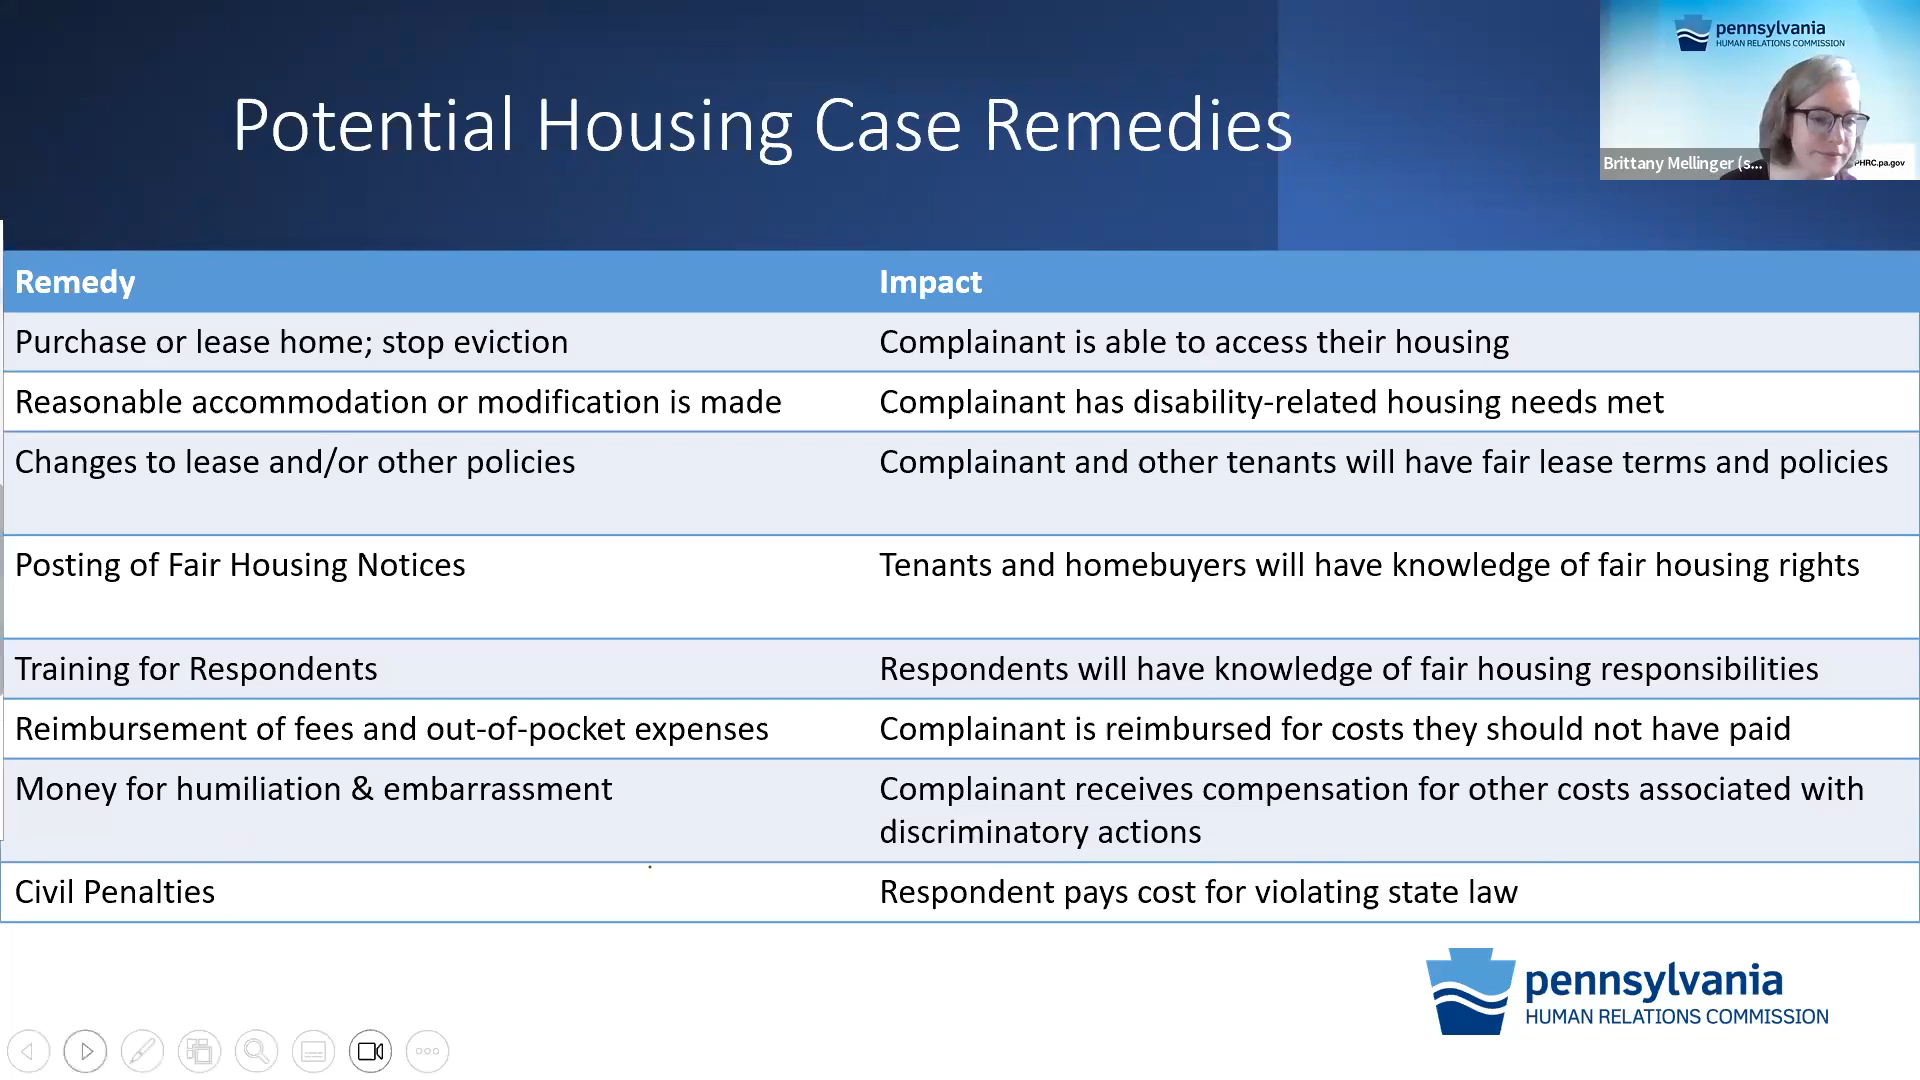 pennsylvania
HUMAN RELATIONS COMMISSION
PHRC.pa.gov
Brittany Mellinger (s...
Potential Housing Case Remedies
Remedy Impact
Purchase or lease home; stop eviction Complainant is able to access their housing
Reasonable accommodation or modification is made Complainant has disability-related housing needs met
Changes to lease and/or other policies Complainant and other tenants will have fair lease terms and policies
Posting of Fair Housing Notices Tenants and homebuyers will have knowledge of fair housing rights
Training for Respondents Respondents will have knowledge of fair housing responsibilities
Reimbursement of fees and out-of-pocket expenses Complainant is reimbursed for costs they should not have paid
Money for humiliation & embarrassment Complainant receives compensation for other costs associated with
discriminatory actions
Civil Penalties Respondent pays cost for violating state law
pennsylvania
HUMAN RELATIONS COMMISSION